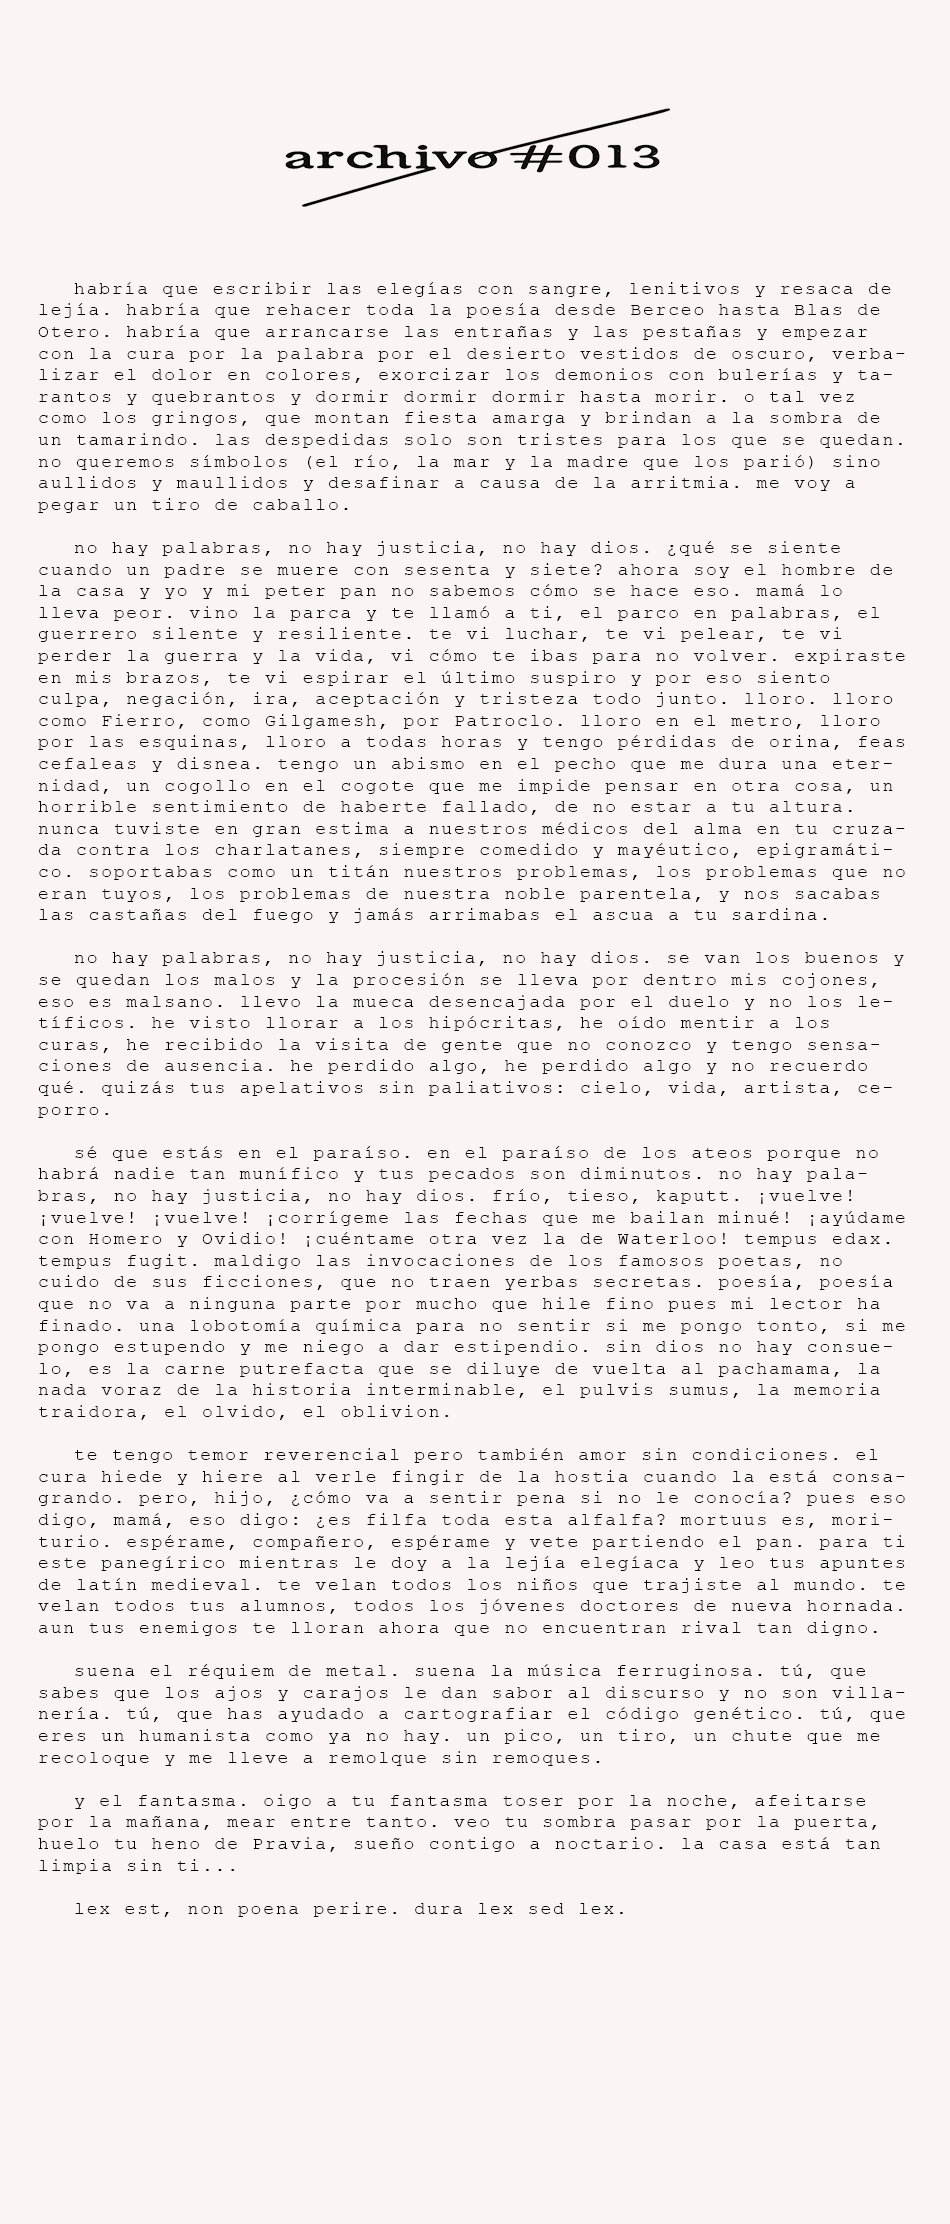 archivo #013
habría que escribir las elegías con sangre, lenitivos y resaca de
lejía. habría que rehacer toda la poesía desde Berceo hasta Blas de
Otero. habría que arrancarse las entrañas y las pestañas y empezar
con la cura por la palabra por el desierto vestidos de oscuro, verba-
lizar el dolor en colores, exorcizar los demonios con bulerías y ta-
rantos y quebrantos y dormir dormir dormir hasta morir. o tal vez
como los gringos, que montan fiesta amarga y brindan a la sombra de
un tamarindo. las despedidas solo son tristes para los que se quedan.
no queremos símbolos (el río, la mar y la madre que los parió) sino
aullidos y maullidos y desafinar a causa de la arritmia. me voy a
pegar un tiro de caballo.
no hay palabras, no hay justicia, no hay dios. ¿qué se siente
cuando un padre se muere con sesenta y siete? ahora soy el hombre de
la casa y yo y mi peter pan no sabemos cómo se hace eso. mamá lo
lleva peor. vino la parca y te llamó a ti, el parco en palabras, el
guerrero silente y resiliente. te vi luchar, te vi pelear, te vi
perder la guerra y la vida, vi cómo te ibas para no volver. expiraste
en mis brazos, te vi espirar el último suspiro y por eso siento
culpa, negación, ira, aceptación y tristeza todo junto. lloro. lloro
como Fierro, como Gilgamesh, por Patroclo. lloro en el metro, lloro
por las esquinas, lloro a todas horas y tengo pérdidas de orina, feas
cefaleas y disnea. tengo un abismo en el pecho que me dura una eter-
nidad, un cogollo en el cogote que me impide pensar en otra cosa, un
horrible sentimiento de haberte fallado, de no estar a tu altura.
nunca tuviste en gran estima a nuestros médicos del alma en tu cruza-
da contra los charlatanes, siempre comedido y mayéutico, epigramáti-
co. soportabas como un titán nuestros problemas, los problemas que no
eran tuyos, los problemas de nuestra noble parentela, y nos sacabas
las castañas del fuego y jamás arrimabas el ascua a tu sardina.
no hay palabras, no hay justicia, no hay dios. se van los buenos y
se quedan los malos y la procesión se lleva por dentro mis cojones,
eso es malsano. llevo la mueca desencajada por el duelo y no los le-
tíficos. he visto llorar a los hipócritas, he oído mentir a los
curas, he recibido la visita de gente que no conozco y tengo sensa-
ciones de ausencia. he perdido algo, he perdido algo y no recuerdo
qué. quizás tus apelativos sin paliativos: cielo, vida, artista, ce-
porro.
sé que estás en el paraíso. en el paraíso de los ateos porque no
habrá nadie tan munífico y tus pecados son diminutos. no hay pala-
bras, no hay justicia, no hay dios. frío, tieso, kaputt. ¡vuelve!
¡vuelve! ¡vuelve! ¡corrígeme las fechas que me bailan minué! ¡ayúdame
con Homero y Ovidio! ¡cuéntame otra vez la de Waterloo! tempus edax.
tempus fugit. maldigo las invocaciones de los famosos poetas, no
cuido de sus ficciones, que no traen yerbas secretas. poesía, poesía
que no va a ninguna parte por mucho que hile fino pues mi lector ha
finado. una lobotomía química para no sentir si me pongo tonto, si me
pongo estupendo y me niego a dar estipendio. sin dios no hay consue-
lo, es la carne putrefacta que se diluye de vuelta al pachamama, la
nada voraz de la historia interminable, el pulvis sumus, la memoria
traidora, el olvido, el oblivion.
te tengo temor reverencial pero también amor sin condiciones. el
cura hiede y hiere al verle fingir de la hostia cuando la está consa-
grando. pero, hijo, ¿cómo va a sentir pena si no le conocía? pues eso
digo, mamá, eso digo: ¿es filfa toda esta alfalfa? mortuus es, mori-
turio. espérame, compañero, espérame y vete partiendo el pan. para ti
este panegírico mientras le doy a la lejía elegíaca y leo tus apuntes
de latín medieval. te velan todos los niños que trajiste al mundo. te
velan todos tus alumnos, todos los jóvenes doctores de nueva hornada.
aun tus enemigos te lloran ahora que no encuentran rival tan digno.
suena el réquiem de metal. suena la música ferruginosa. tú, que
sabes que los ajos y carajos le dan sabor al discurso y no son villa-
nería. tú, que has ayudado a cartografiar el código genético. tú, que
eres un humanista como ya no hay. un pico, un tiro, un chute que me
recoloque y me lleve a remolque sin remoques.
y el fantasma. oigo a tu fantasma toser por la noche, afeitarse
por la mañana, mear entre tanto. veo tu sombra pasar por la puerta,
huelo tu heno de Pravia, sueño contigo a noctario. la casa está tan
limpia sin ti...
lex est, non poena perire. dura lex sed lex.